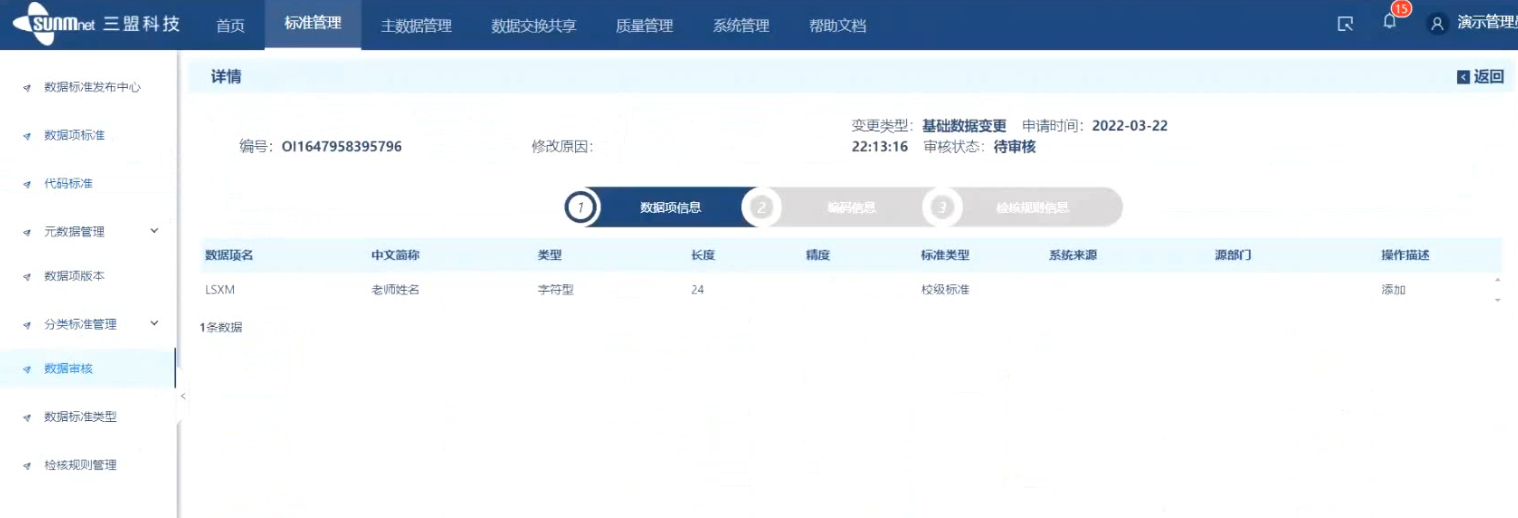 sunmnet 三盟科技 首页 标准管理 主数据管理 数据交换共享 质量管理 系统管理 帮助文档 15 演示管理员
数据标准发布中心
数据项标准
代码标准
元数据管理
数据项版本
分类标准管理
数据审核
数据标准类型
检核规则管理
详情 返回
编号: OI1647958395796 修改原因: 变更类型: 基础数据变更 申请时间: 2022-03-22
22:13:16 审核状态: 待审核
1 数据项信息 2 编码信息 3 检核规则信息
数据项名 中文简称 类型 长度 精度 标准类型 系统来源 源部门 操作描述
LSXM 老师姓名 字符型 24 校级标准 添加
1条数据